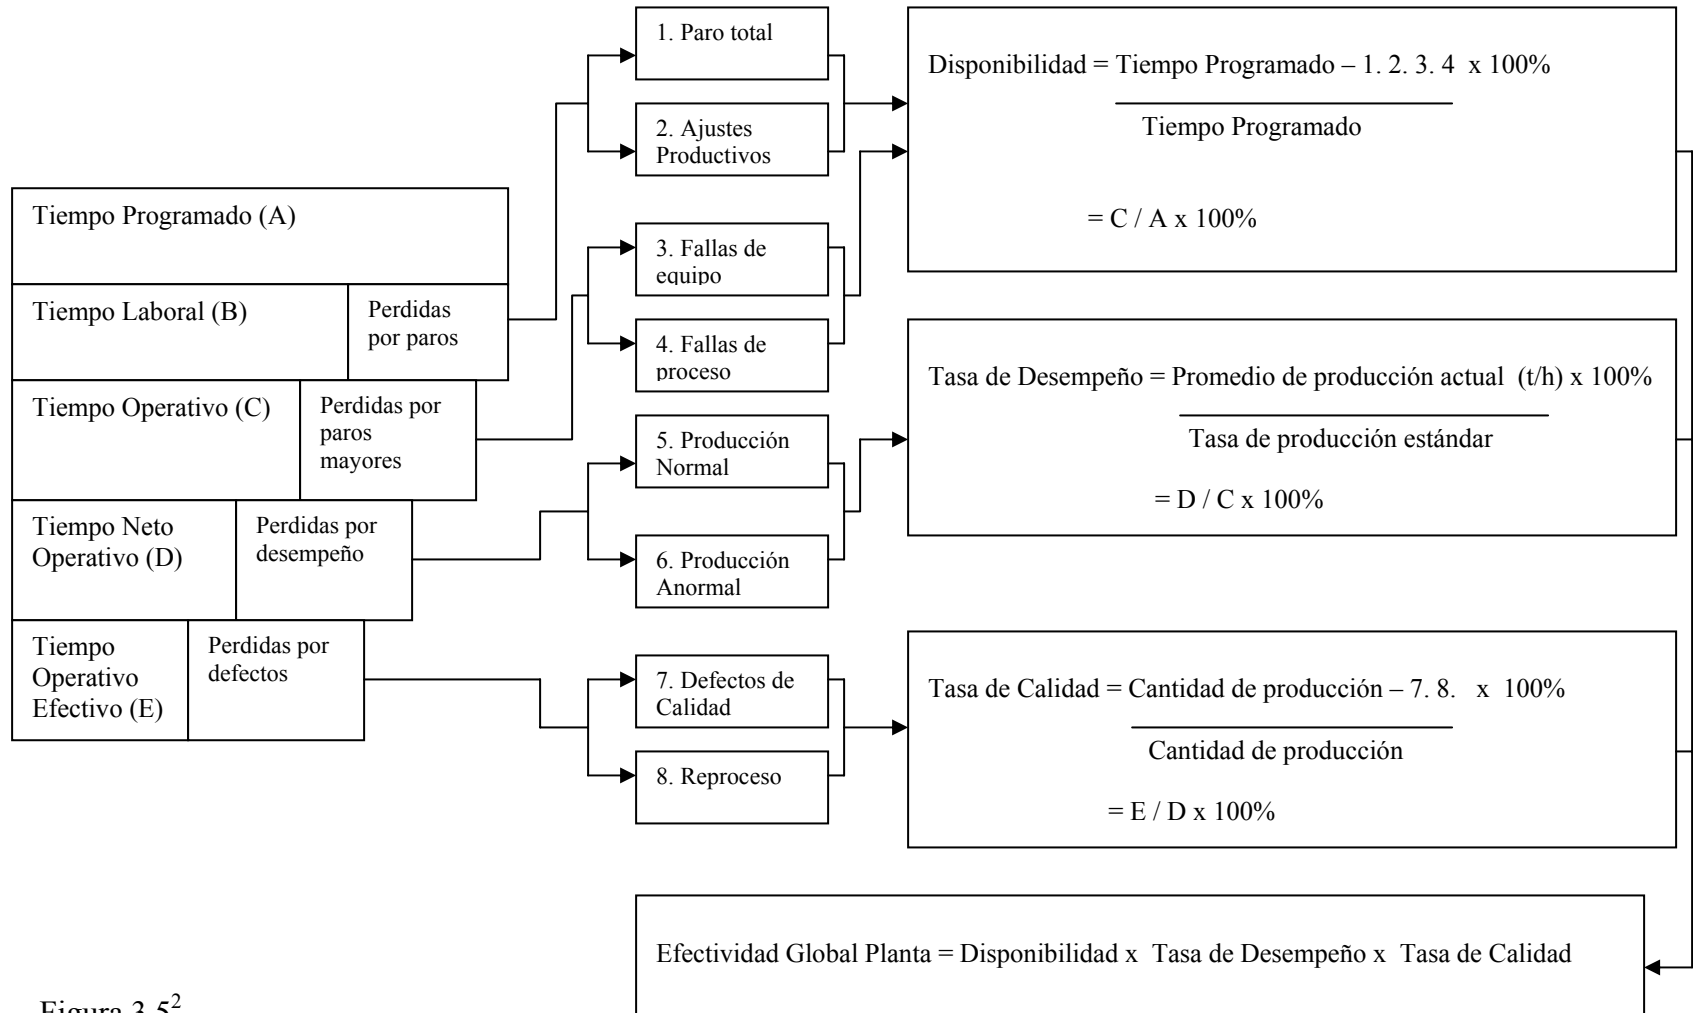 Tiempo Programado (A)
Tiempo Laboral (B)
Perdidas
por paros
Tiempo Operativo (C)
Perdidas por
paros
mayores
Tiempo Neto
Operativo (D)
Perdidas por
desempeño
Tiempo
Operativo
Efectivo (E)
Perdidas por
defectos
1. Paro total
2. Ajustes
Productivos
3. Fallas de
equipo
4. Fallas de
proceso
5. Producción
Normal
6. Producción
Anormal
7. Defectos de
Calidad
8. Reproceso
Disponibilidad = Tiempo Programado – 1. 2. 3. 4 x 100%
Tiempo Programado
= C / A x 100%
Tasa de Desempeño = Promedio de producción actual (t/h) x 100%
Tasa de producción estándar
= D / C x 100%
Tasa de Calidad = Cantidad de producción – 7. 8. x 100%
Cantidad de producción
= E / D x 100%
Efectividad Global Planta = Disponibilidad x Tasa de Desempeño x Tasa de Calidad
Figura 3.5²